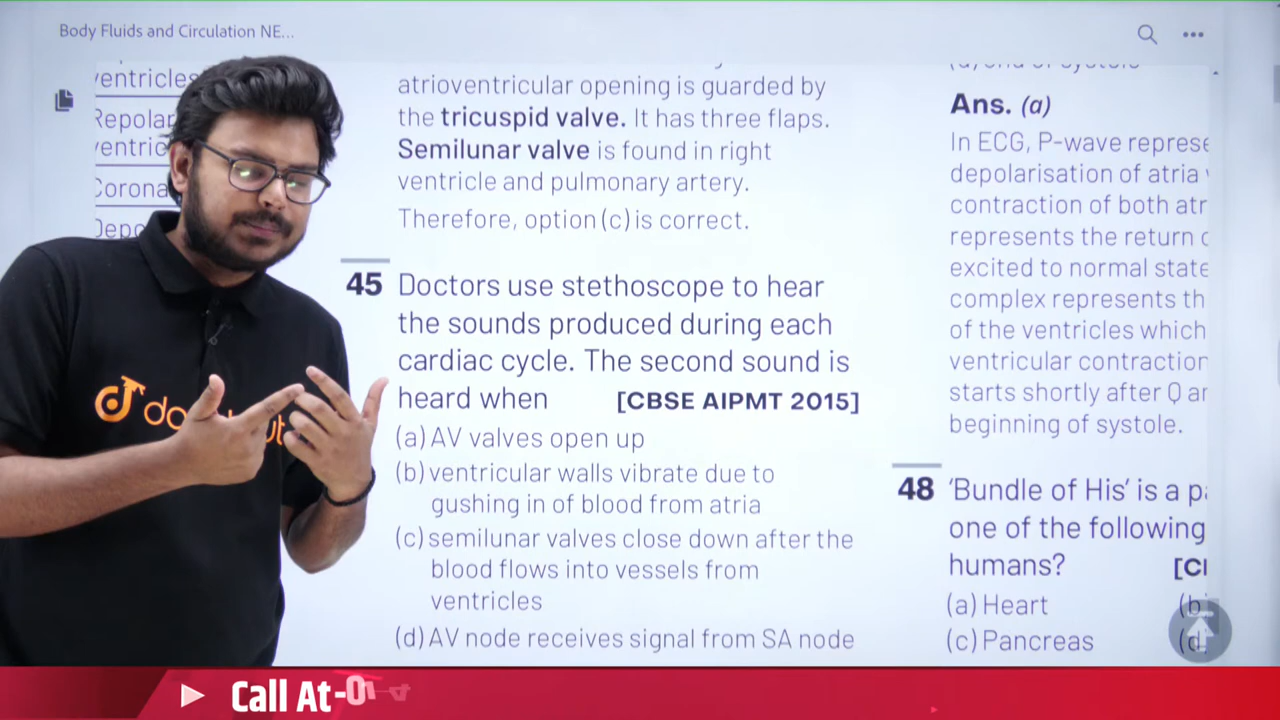 Body Fluids and Circulation NE...
ventricles
Repolar
ventric
Corona
Depo
atrioventricular opening is guarded by
the tricuspid valve. It has three flaps.
Semilunar valve is found in right
ventricle and pulmonary artery.
Therefore, option (c) is correct.
45 Doctors use stethoscope to hear
the sounds produced during each
cardiac cycle. The second sound is
heard when [CBSE AIPMT 2015]
(a) AV valves open up
(b) ventricular walls vibrate due to
gushing in of blood from atria
(c) semilunar valves close down after the
blood flows into vessels from
ventricles
(d) AV node receives signal from SA node
Ans. (a)
In ECG, P-wave represe
depolarisation of atria
contraction of both atr
represents the return
excited to normal state
complex represents th
of the ventricles which
ventricular contraction
starts shortly after Q ar
beginning of systole.
48 'Bundle of His' is a pa
one of the following
humans? [CI
(a) Heart (b
(c) Pancreas (d
do
ut
Call At-